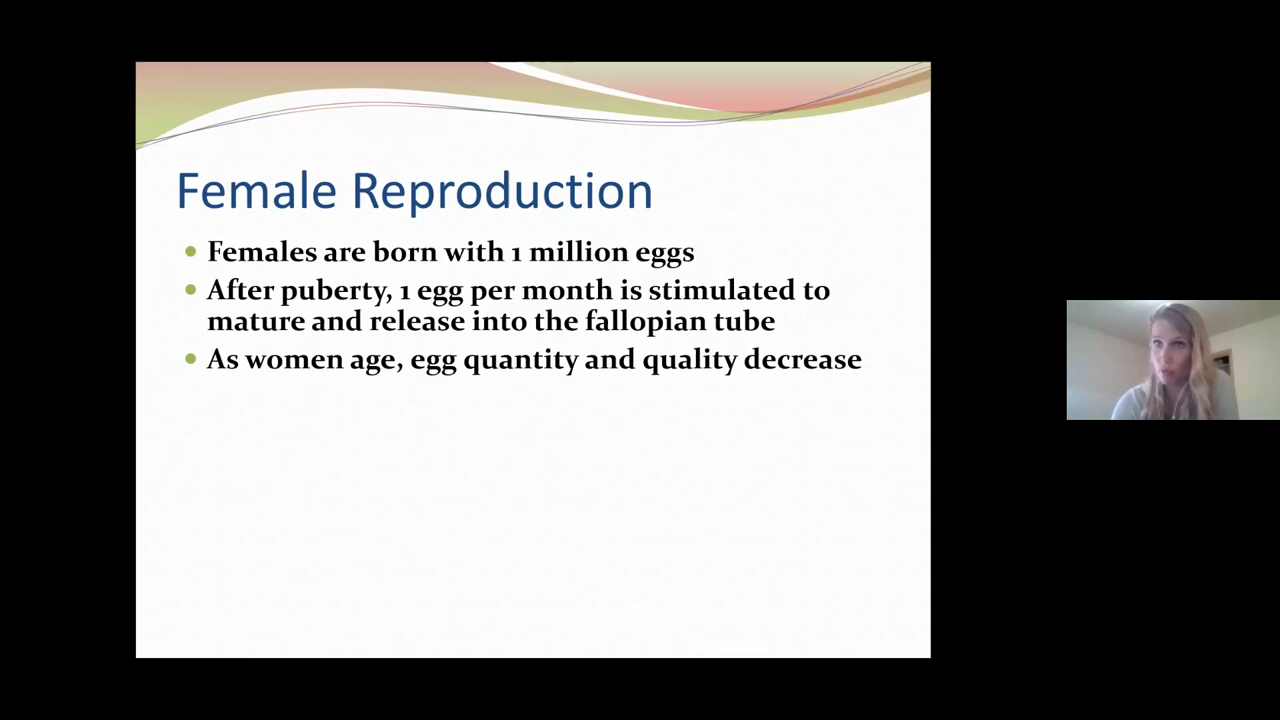 Female Reproduction
Females are born with 1 million eggs
After puberty, 1 egg per month is stimulated to
mature and release into the fallopian tube
As women age, egg quantity and quality decrease